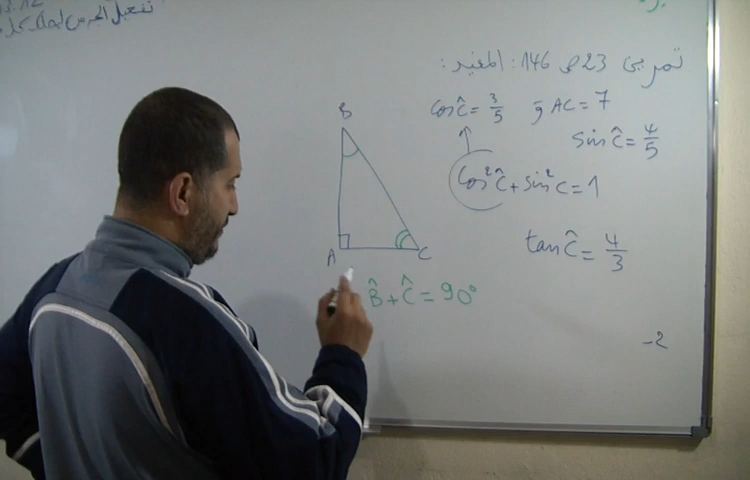 تمرين 23 ص 146 : المفيد :
cos Ĉ = 3/5 و AC = 7
sin Ĉ = 4/5
cos² Ĉ + sin² C = 1
tan Ĉ = 4/3
B
A
C
B̂ + Ĉ = 90°
-2